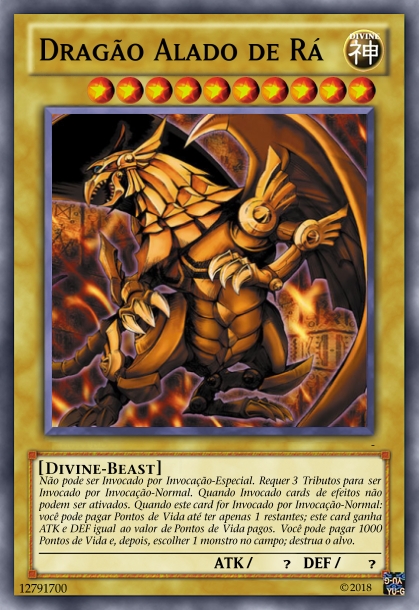 Dragão Alado de Rá
DIVINE
神
[Divine-Beast]
Não pode ser Invocado por Invocação-Especial. Requer 3 Tributos para ser
Invocado por Invocação-Normal. Quando Invocado cards de efeitos não
podem ser ativados. Quando este card for Invocado por Invocação-Normal:
você pode pagar Pontos de Vida até ter apenas 1 restantes; este card ganha
ATK e DEF igual ao valor de Pontos de Vida pagos. Você pode pagar 1000
Pontos de Vida e, depois, escolher 1 monstro no campo; destrua o alvo.
ATK / ? DEF / ?
12791700
©2018